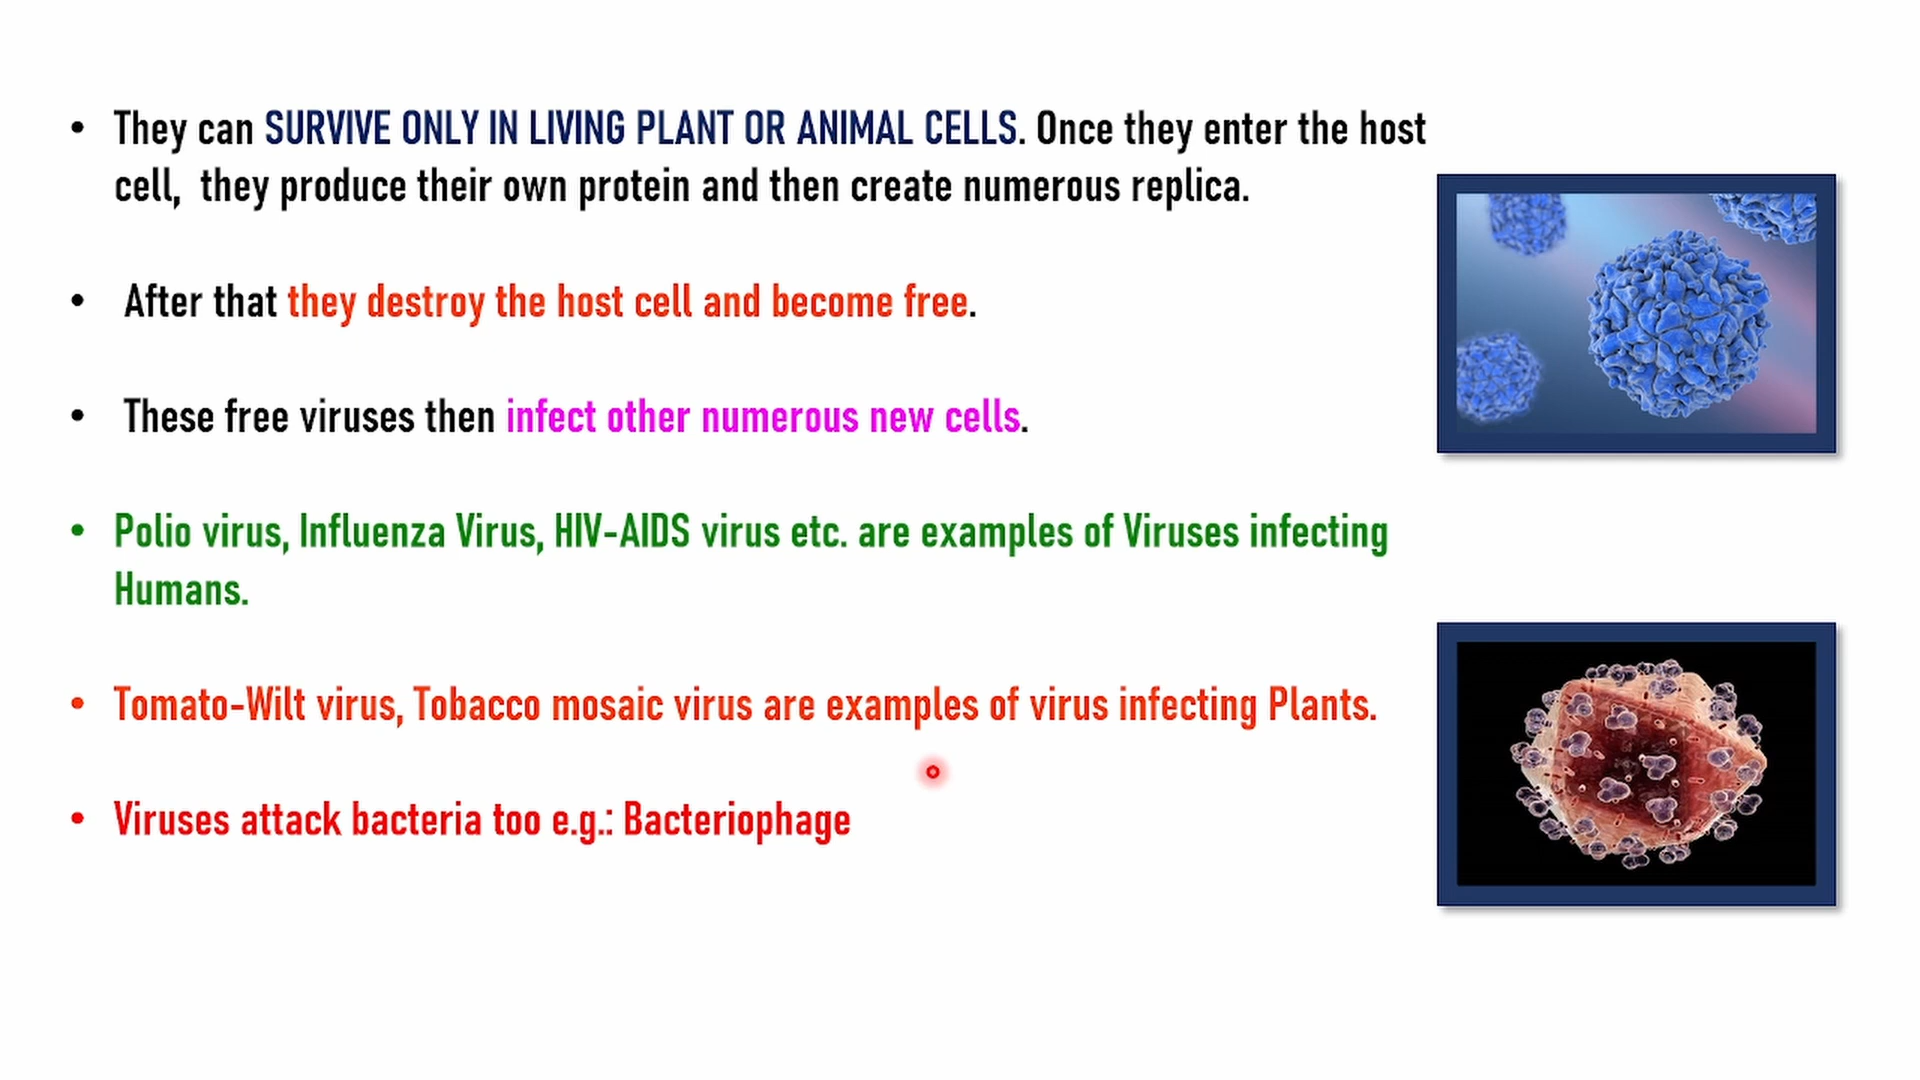 • They can SURVIVE ONLY IN LIVING PLANT OR ANIMAL CELLS. Once they enter the host
cell, they produce their own protein and then create numerous replica.
• After that they destroy the host cell and become free.
• These free viruses then infect other numerous new cells.
• Polio virus, Influenza Virus, HIV-AIDS virus etc. are examples of Viruses infecting
Humans.
• Tomato-Wilt virus, Tobacco mosaic virus are examples of virus infecting Plants.
• Viruses attack bacteria too e.g.: Bacteriophage